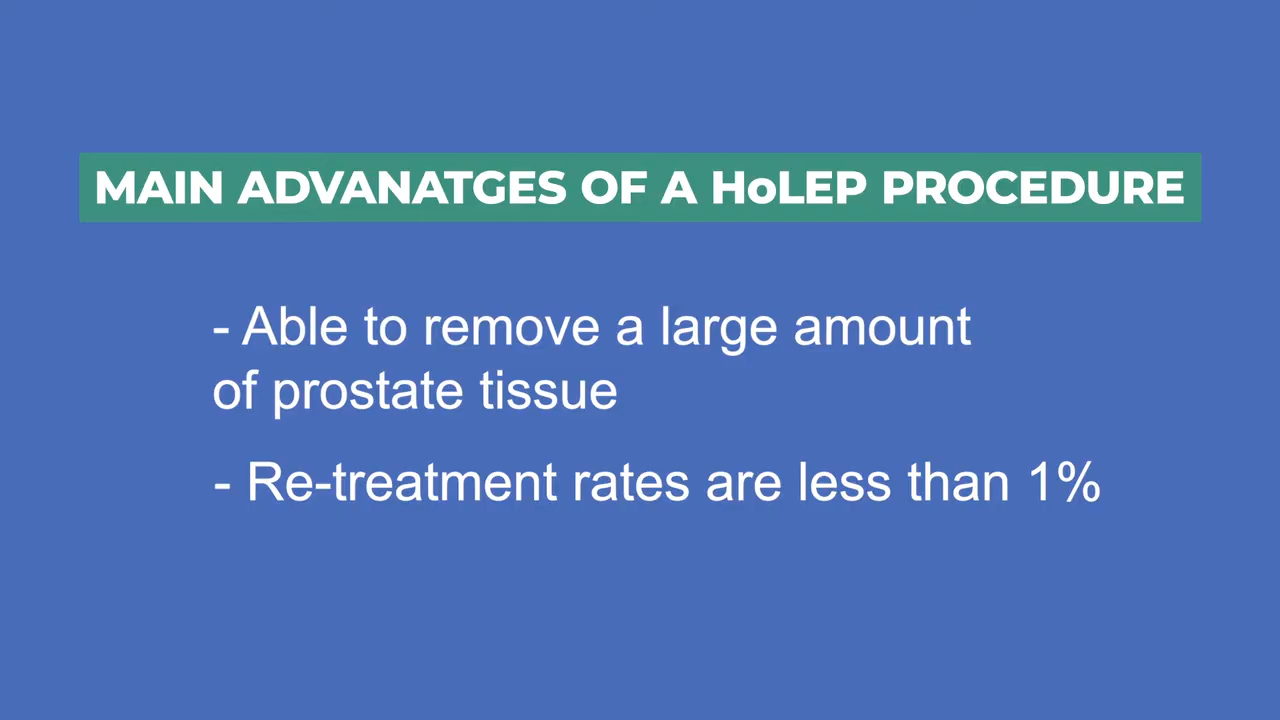 MAIN ADVANATGES OF A HoLEP PROCEDURE
- Able to remove a large amount
of prostate tissue
- Re-treatment rates are less than 1%